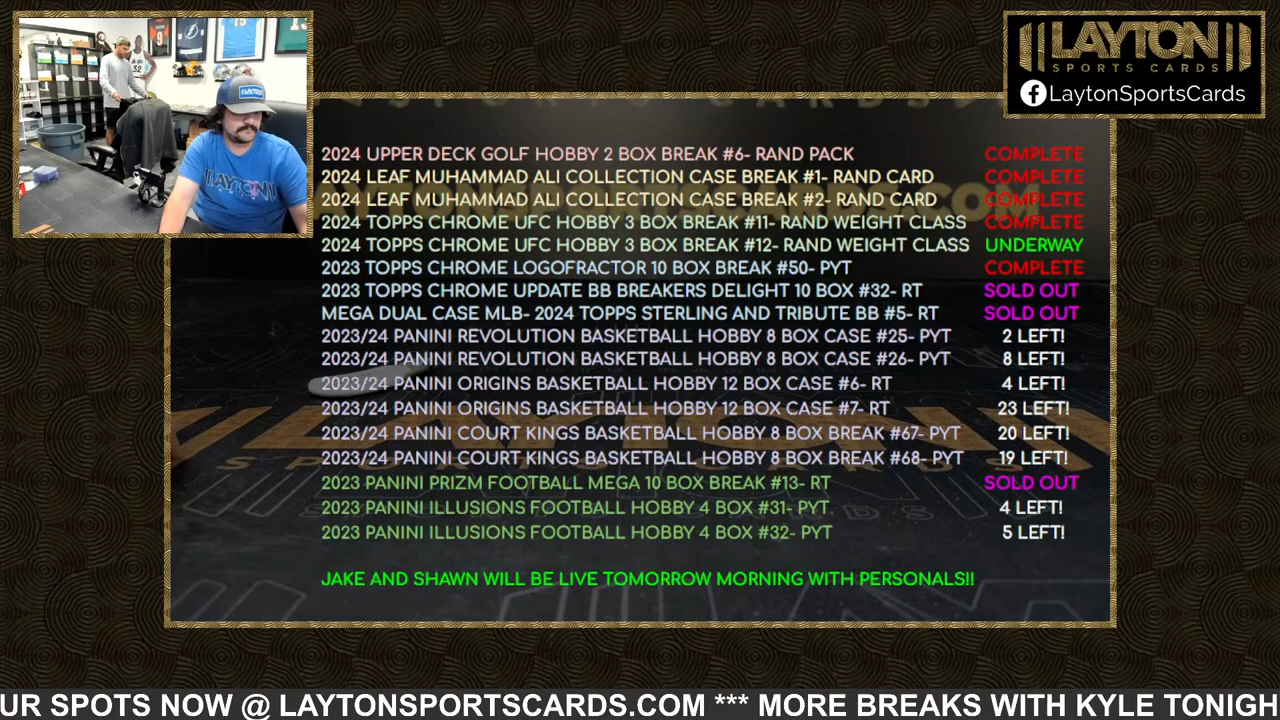 LAYTON
SPORTS CARDS
LaytonSportsCards
2024 UPPER DECK GOLF HOBBY 2 BOX BREAK #6- RAND PACK COMPLETE
2024 LEAF MUHAMMAD ALI COLLECTION CASE BREAK #1- RAND CARD COMPLETE
2024 LEAF MUHAMMAD ALI COLLECTION CASE BREAK #2- RAND CARD COMPLETE
2024 TOPPS CHROME UFC HOBBY 3 BOX BREAK #11- RAND WEIGHT CLASS COMPLETE
2024 TOPPS CHROME UFC HOBBY 3 BOX BREAK #12- RAND WEIGHT CLASS UNDERWAY
2023 TOPPS CHROME LOGOFRACTOR 10 BOX BREAK #50- PYT COMPLETE
2023 TOPPS CHROME UPDATE BB BREAKERS DELIGHT 10 BOX #32- RT SOLD OUT
MEGA DUAL CASE MLB- 2024 TOPPS STERLING AND TRIBUTE BB #5- RT SOLD OUT
2023/24 PANINI REVOLUTION BASKETBALL HOBBY 8 BOX CASE #25- PYT 2 LEFT!
2023/24 PANINI REVOLUTION BASKETBALL HOBBY 8 BOX CASE #26- PYT 8 LEFT!
2023/24 PANINI ORIGINS BASKETBALL HOBBY 12 BOX CASE #6- RT 4 LEFT!
2023/24 PANINI ORIGINS BASKETBALL HOBBY 12 BOX CASE #7- RT 23 LEFT!
2023/24 PANINI COURT KINGS BASKETBALL HOBBY 8 BOX BREAK #67- PYT 20 LEFT!
2023/24 PANINI COURT KINGS BASKETBALL HOBBY 8 BOX BREAK #68- PYT 19 LEFT!
2023 PANINI PRIZM FOOTBALL MEGA 10 BOX BREAK #13- RT SOLD OUT
2023 PANINI ILLUSIONS FOOTBALL HOBBY 4 BOX #31- PYT 4 LEFT!
2023 PANINI ILLUSIONS FOOTBALL HOBBY 4 BOX #32- PYT 5 LEFT!
JAKE AND SHAWN WILL BE LIVE TOMORROW MORNING WITH PERSONALS!!
UR SPOTS NOW @ LAYTONSPORTSCARDS.COM *** MORE BREAKS WITH KYLE TONIGH